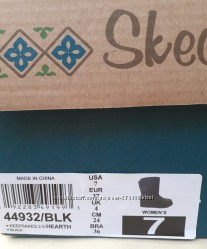 Skec
MADE IN CHINA
USA
7
EUR
37
UK
4
CM
24
BRA
36
44932/BLK
KEEPSAKES 2.0 HEARTH
WOMEN'S
7